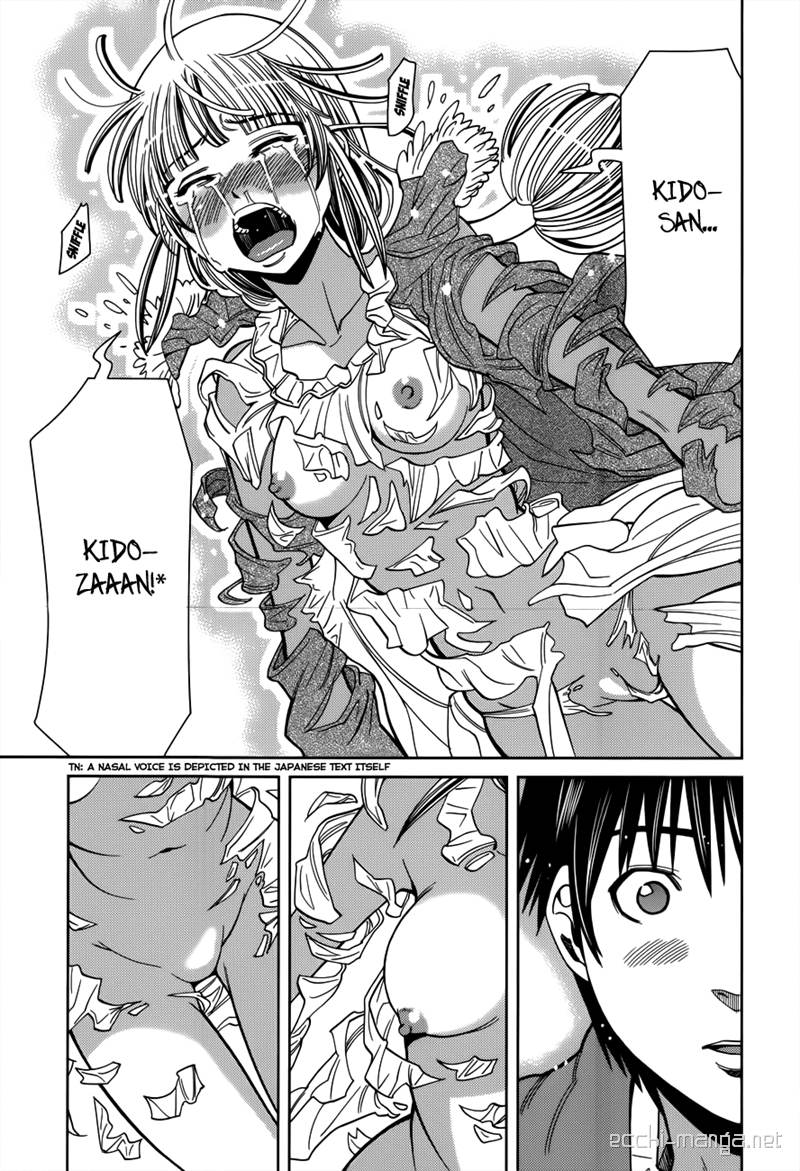 SNIFFLE
KIDO-
SAN...
SNIFFLE
KIDO-
ZAAAN!*
TN: A NASAL VOICE IS DEPICTED IN THE JAPANESE TEXT ITSELF
ecchi-manga.net